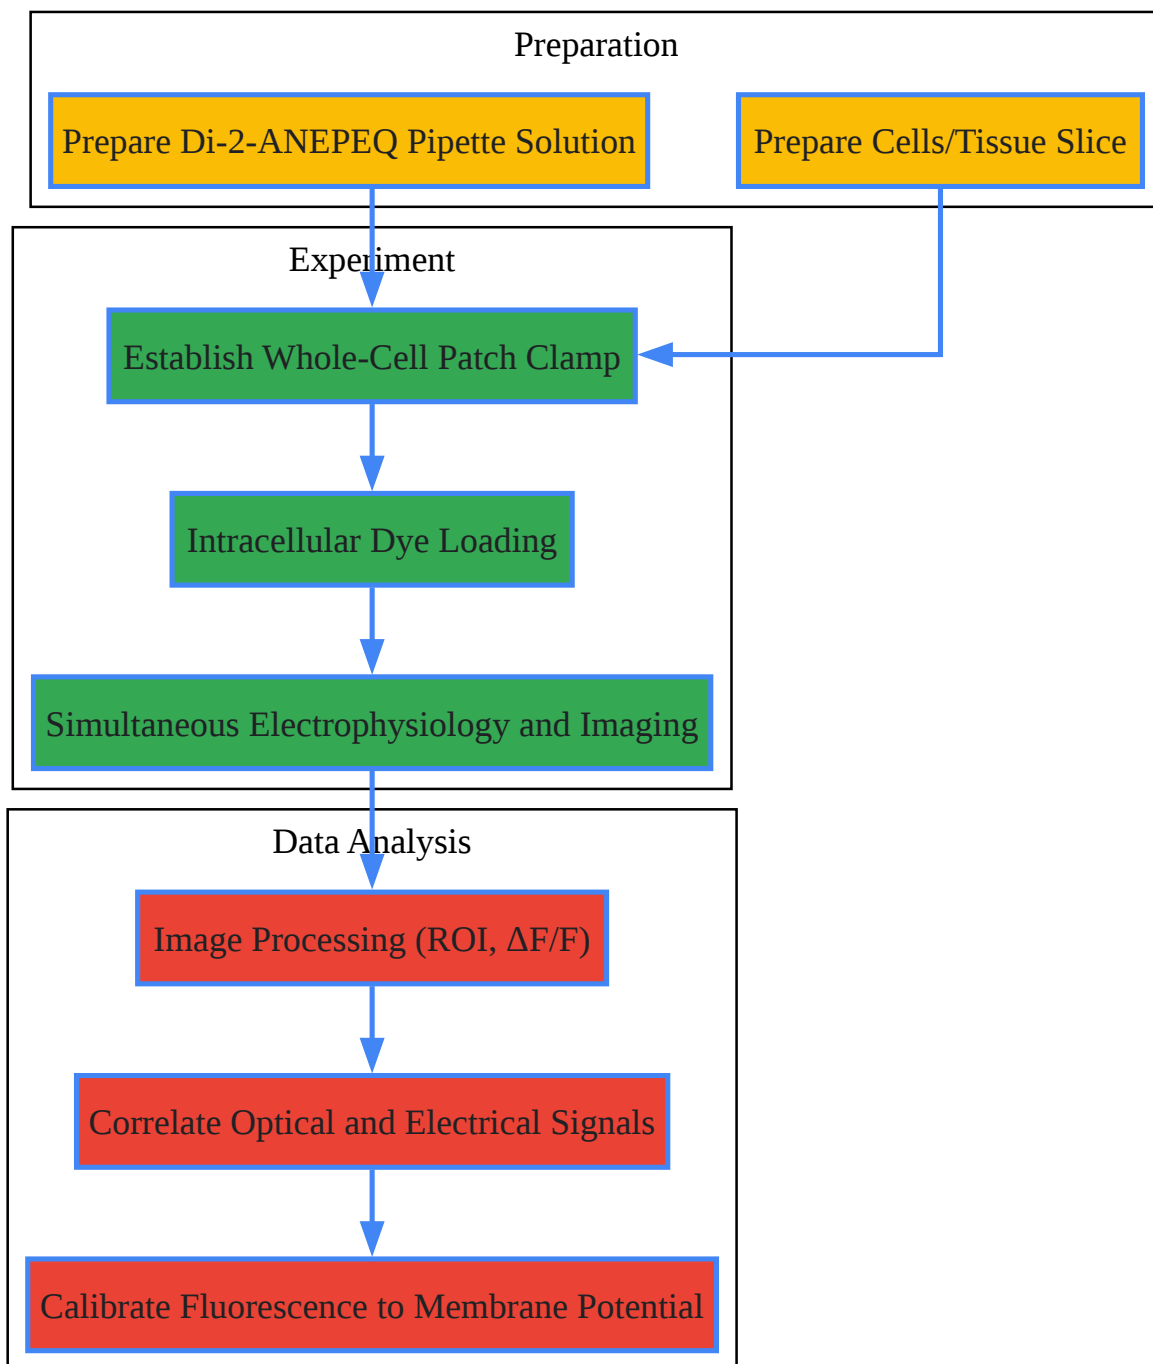 Preparation
Prepare Di-2-ANEPEQ Pipette Solution
Prepare Cells/Tissue Slice
Experiment
Establish Whole-Cell Patch Clamp
Intracellular Dye Loading
Simultaneous Electrophysiology and Imaging
Data Analysis
Image Processing (ROI, ΔF/F)
Correlate Optical and Electrical Signals
Calibrate Fluorescence to Membrane Potential